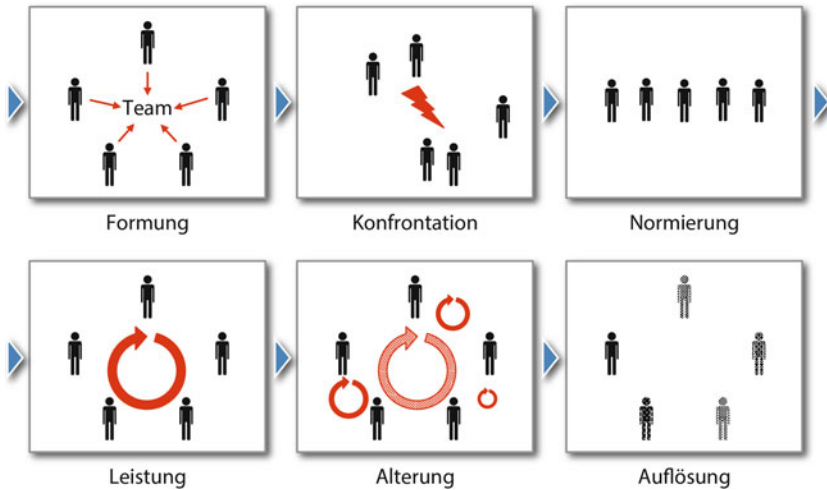 Team
Formung
Konfrontation
Normierung
Leistung
Alterung
Auflösung